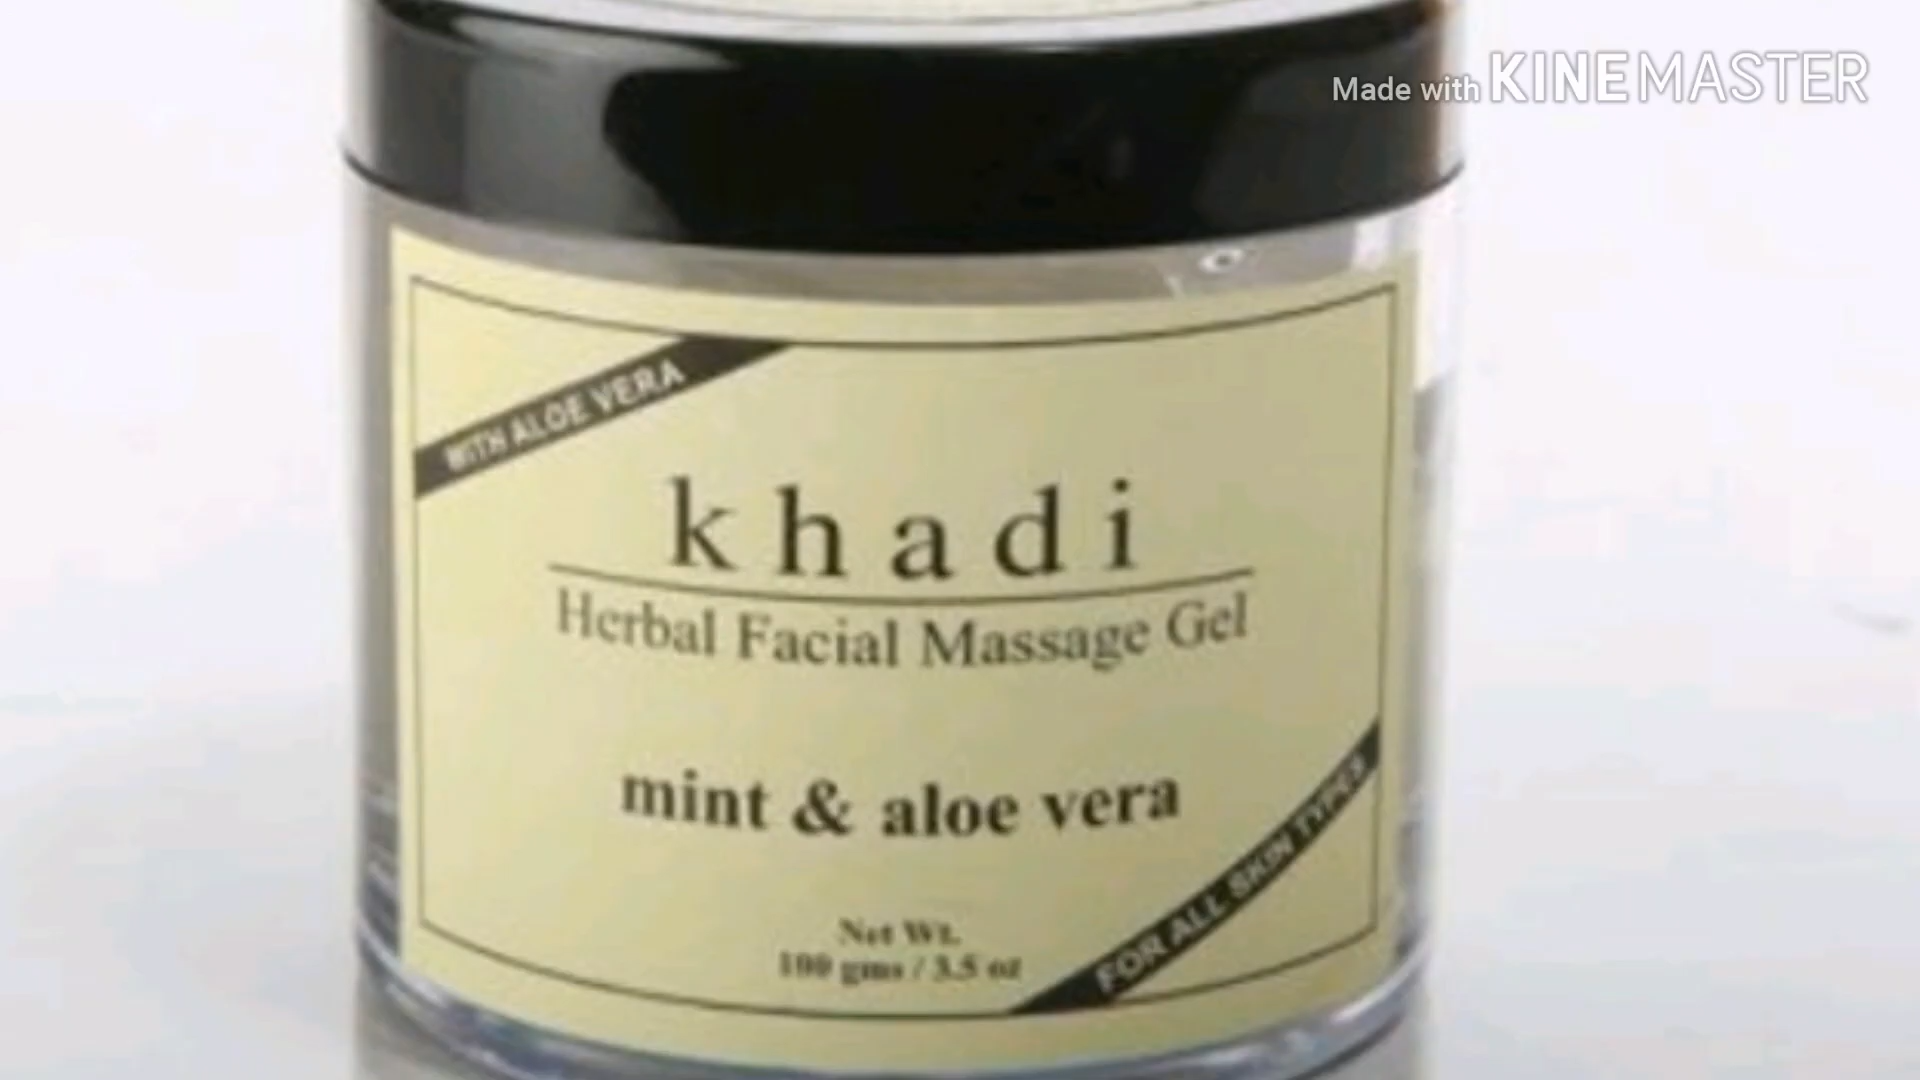 Made with KINEMASTER
WITH ALOE VERA
khadi
Herbal Facial Massage Gel
mint & aloe vera
Net Wt.
100 gms / 3.5 oz
FOR ALL SKIN TYPES